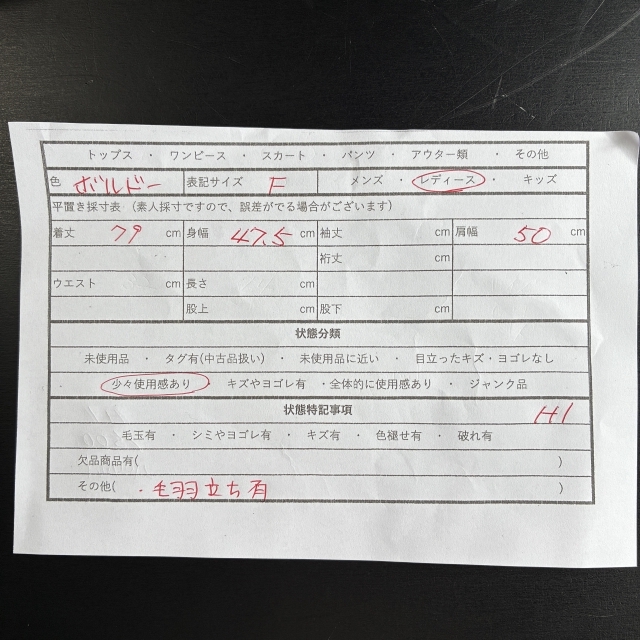 トップス ・ ワンピース ・ スカート ・ パンツ ・ アウター類 ・ その他
色 ボルドー 表記サイズ F メンズ ・ レディース ・ キッズ
平置き採寸表 (素人採寸ですので、誤差がでる場合がございます)
着丈 79 cm 身幅 47.5 cm 袖丈 cm 肩幅 50 cm
裄丈 cm
ウエスト cm 長さ cm
股上 cm 股下 cm
状態分類
未使用品 ・ タグ有(中古品扱い) ・ 未使用品に近い ・ 目立ったキズ・ヨゴレなし
少々使用感あり キズやヨゴレ有 ・全体的に使用感あり ・ ジャンク品
状態特記事項 H1
毛玉有 ・ シミやヨゴレ有 ・ キズ有 ・ 色褪せ有 ・ 破れ有
欠品商品有( )
その他( ・毛羽立ち有 )